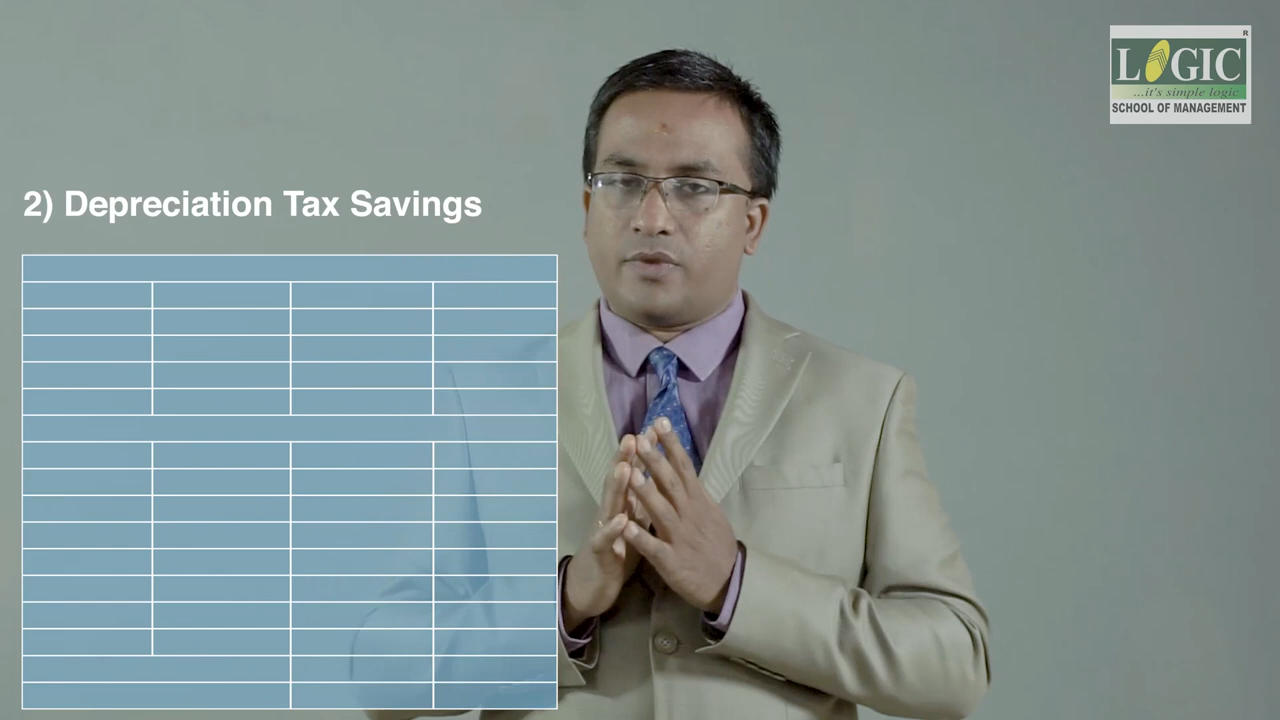 2) Depreciation Tax Savings
LOGIC
R
...it's simple logic
SCHOOL OF MANAGEMENT